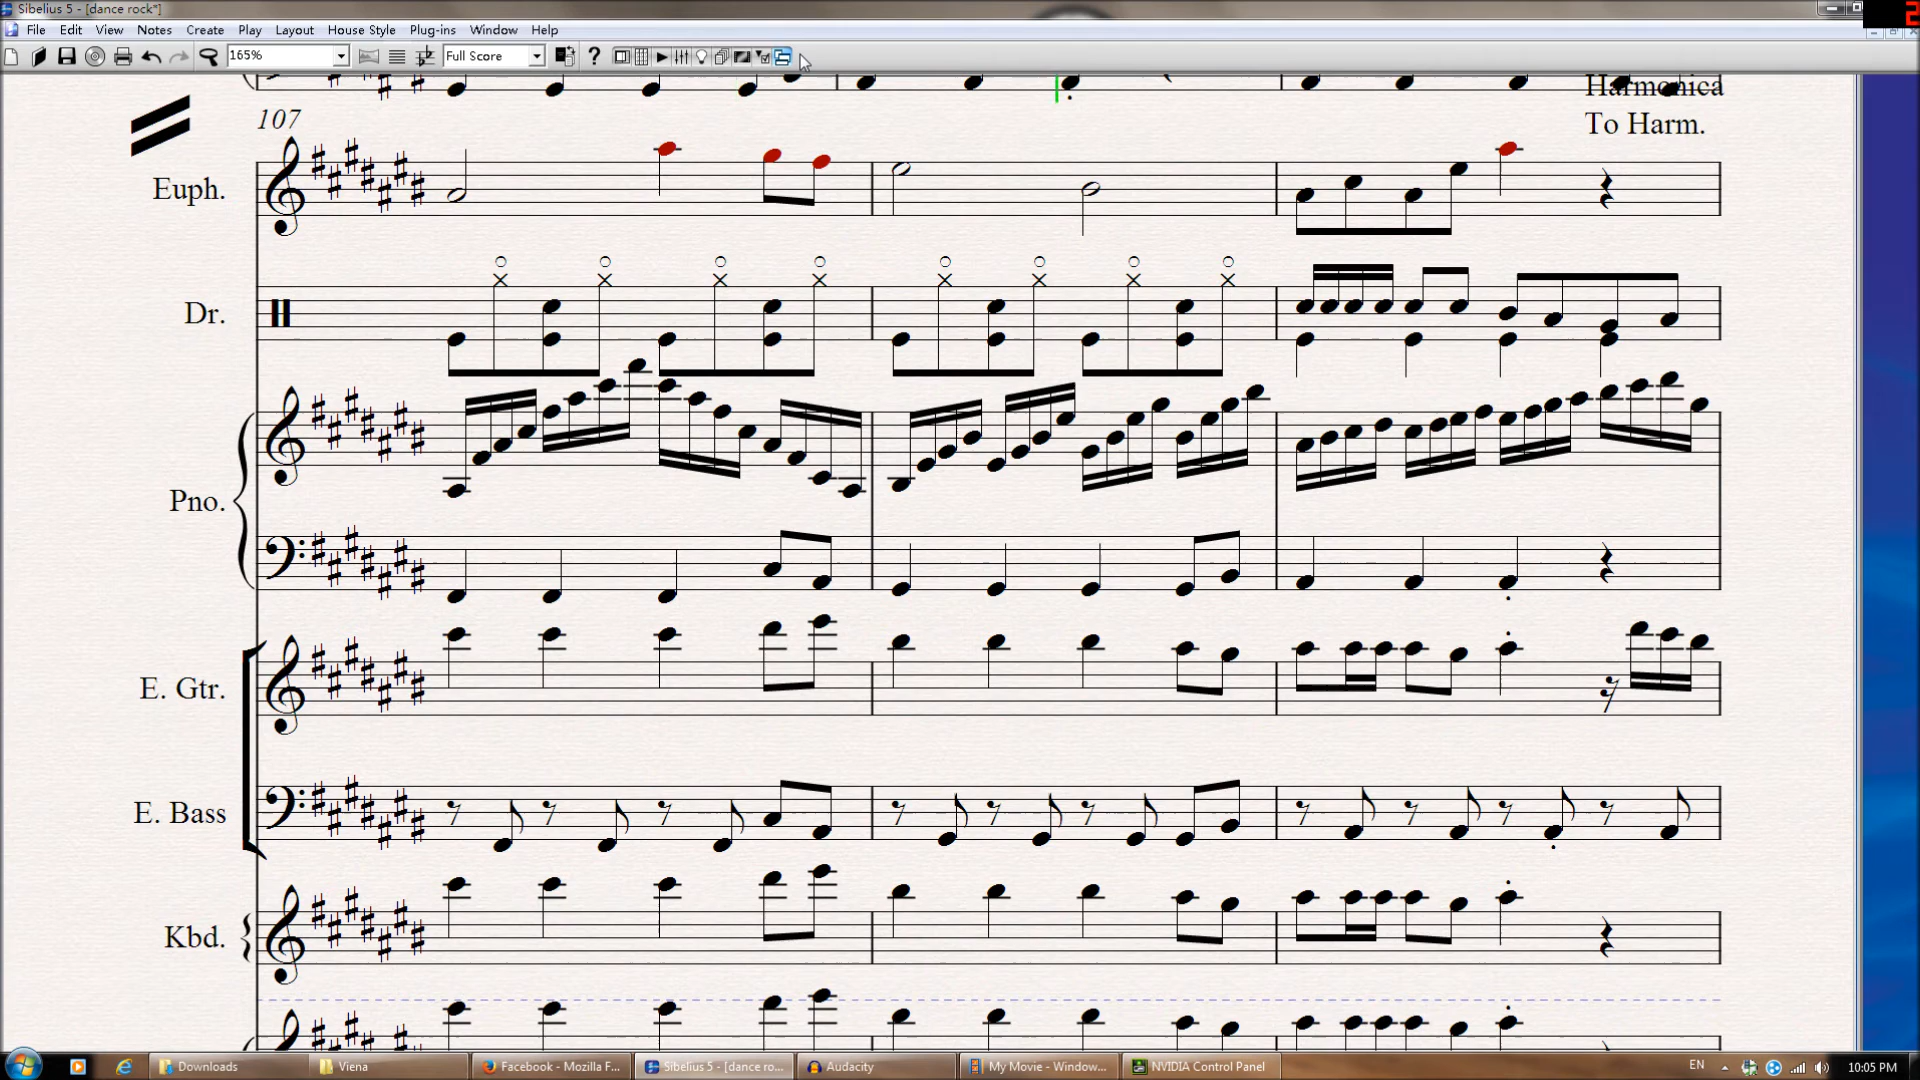 Sibelius 5 - [dance rock*]
2
File Edit View Notes Create Play Layout House Style Plug-ins Window Help
165% Full Score ?
Harmonica
To Harm.
107
Euph.
Dr.
Pno.
E. Gtr.
E. Bass
Kbd.
Downloads Viena Facebook - Mozilla F... Sibelius 5 - [dance ro... Audacity My Movie - Window... NVIDIA Control Panel EN 10:05 PM